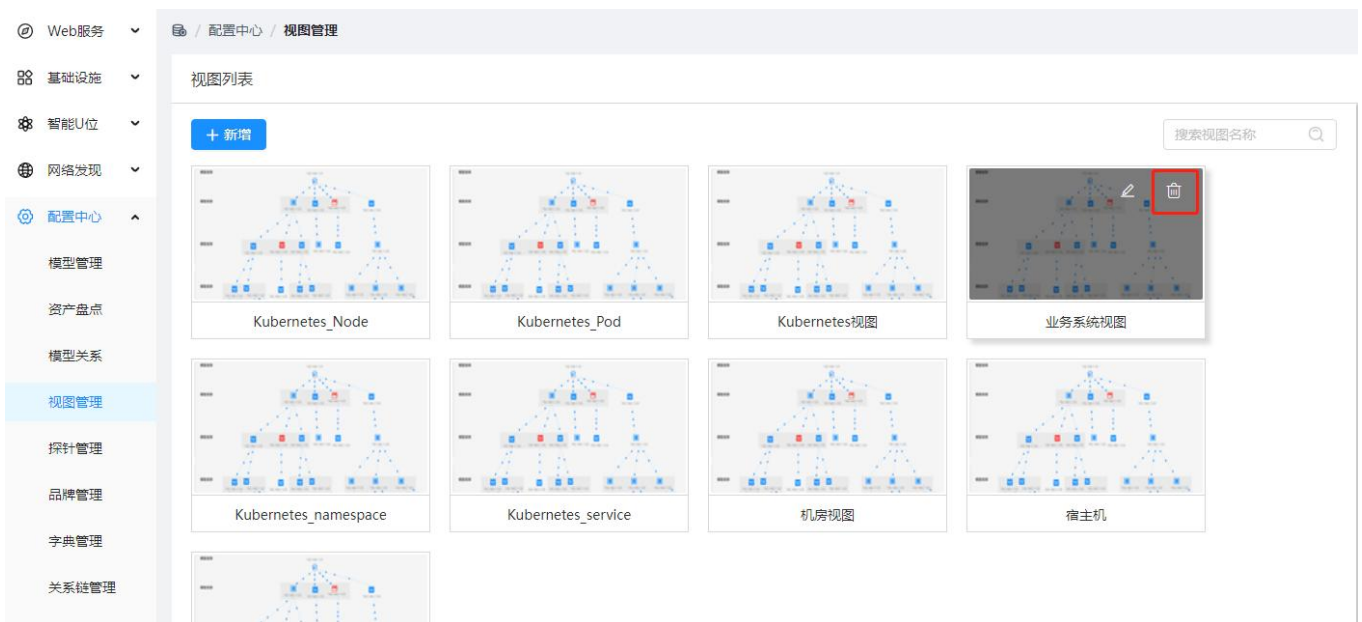 Web服务
基础设施
智能U位
网络发现
配置中心
模型管理
资产盘点
模型关系
视图管理
探针管理
品牌管理
字典管理
关系链管理
/ 配置中心 / 视图管理
视图列表
+ 新增
搜索视图名称
Kubernetes_Node
Kubernetes_Pod
Kubernetes视图
业务系统视图
Kubernetes_namespace
Kubernetes_service
机房视图
宿主机